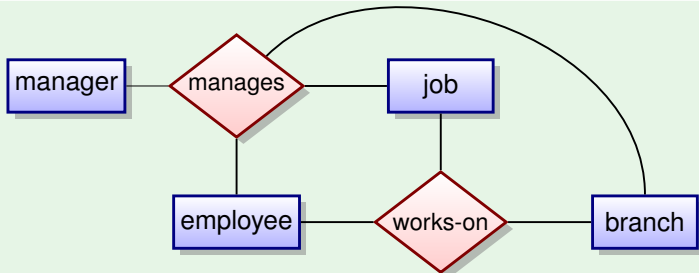 manager
manages
job
employee
works-on
branch